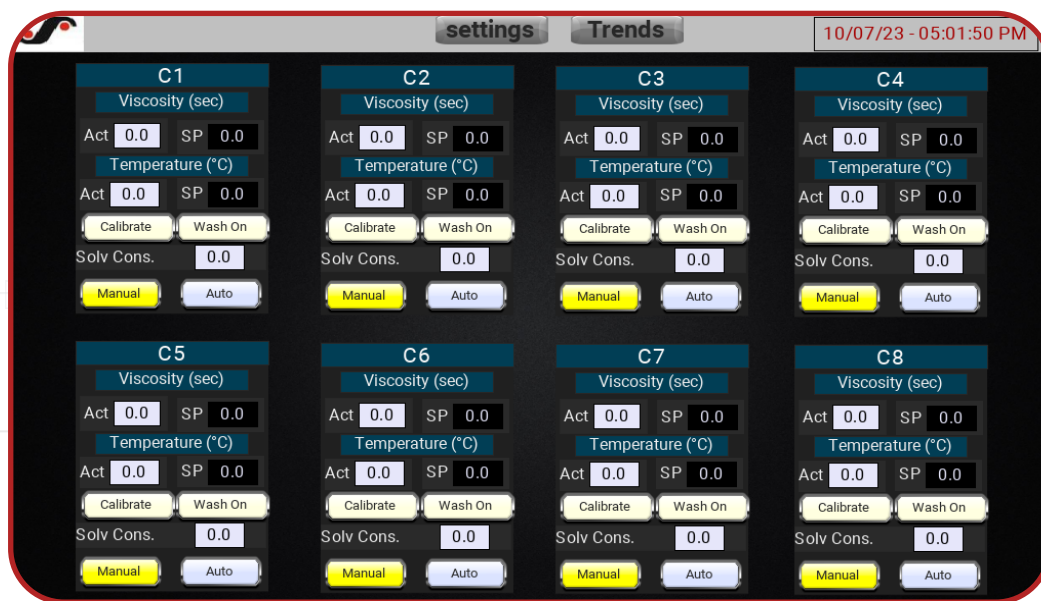 settings Trends 10/07/23 - 05:01:50 PM
C1 C2 C3 C4
Viscosity (sec) Viscosity (sec) Viscosity (sec) Viscosity (sec)
Act 0.0 SP 0.0 Act 0.0 SP 0.0 Act 0.0 SP 0.0 Act 0.0 SP 0.0
Temperature (°C) Temperature (°C) Temperature (°C) Temperature (°C)
Act 0.0 SP 0.0 Act 0.0 SP 0.0 Act 0.0 SP 0.0 Act 0.0 SP 0.0
Calibrate Wash On Calibrate Wash On Calibrate Wash On Calibrate Wash On
Solv Cons. 0.0 Solv Cons. 0.0 Solv Cons. 0.0 Solv Cons. 0.0
Manual Auto Manual Auto Manual Auto Manual Auto
C5 C6 C7 C8
Viscosity (sec) Viscosity (sec) Viscosity (sec) Viscosity (sec)
Act 0.0 SP 0.0 Act 0.0 SP 0.0 Act 0.0 SP 0.0 Act 0.0 SP 0.0
Temperature (°C) Temperature (°C) Temperature (°C) Temperature (°C)
Act 0.0 SP 0.0 Act 0.0 SP 0.0 Act 0.0 SP 0.0 Act 0.0 SP 0.0
Calibrate Wash On Calibrate Wash On Calibrate Wash On Calibrate Wash On
Solv Cons. 0.0 Solv Cons. 0.0 Solv Cons. 0.0 Solv Cons. 0.0
Manual Auto Manual Auto Manual Auto Manual Auto